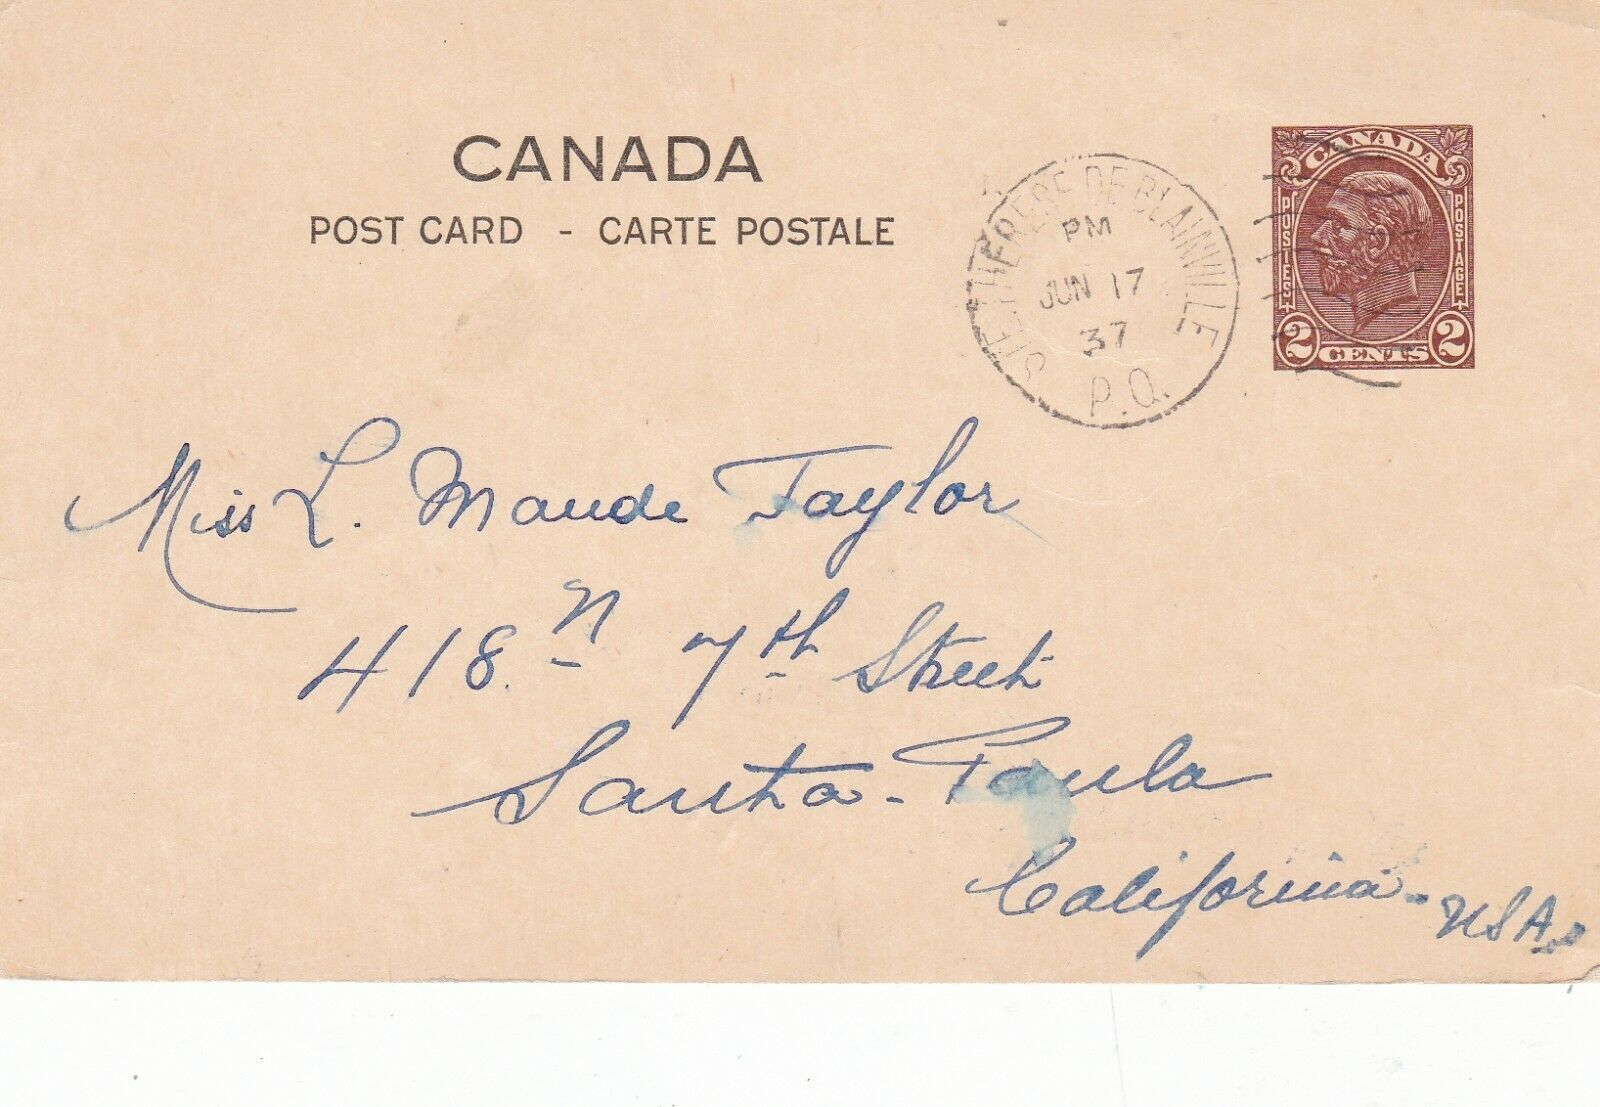 CANADA
POST CARD - CARTE POSTALE
STE. THERESE DE BLAINVILLE
PM
JUN 17
37
P.Q.
CANADA
POSTES
POSTAGE
2 CENTS 2
Miss L. Maude Taylor
418. N 7th Street
Santa-Paula
California-USA.